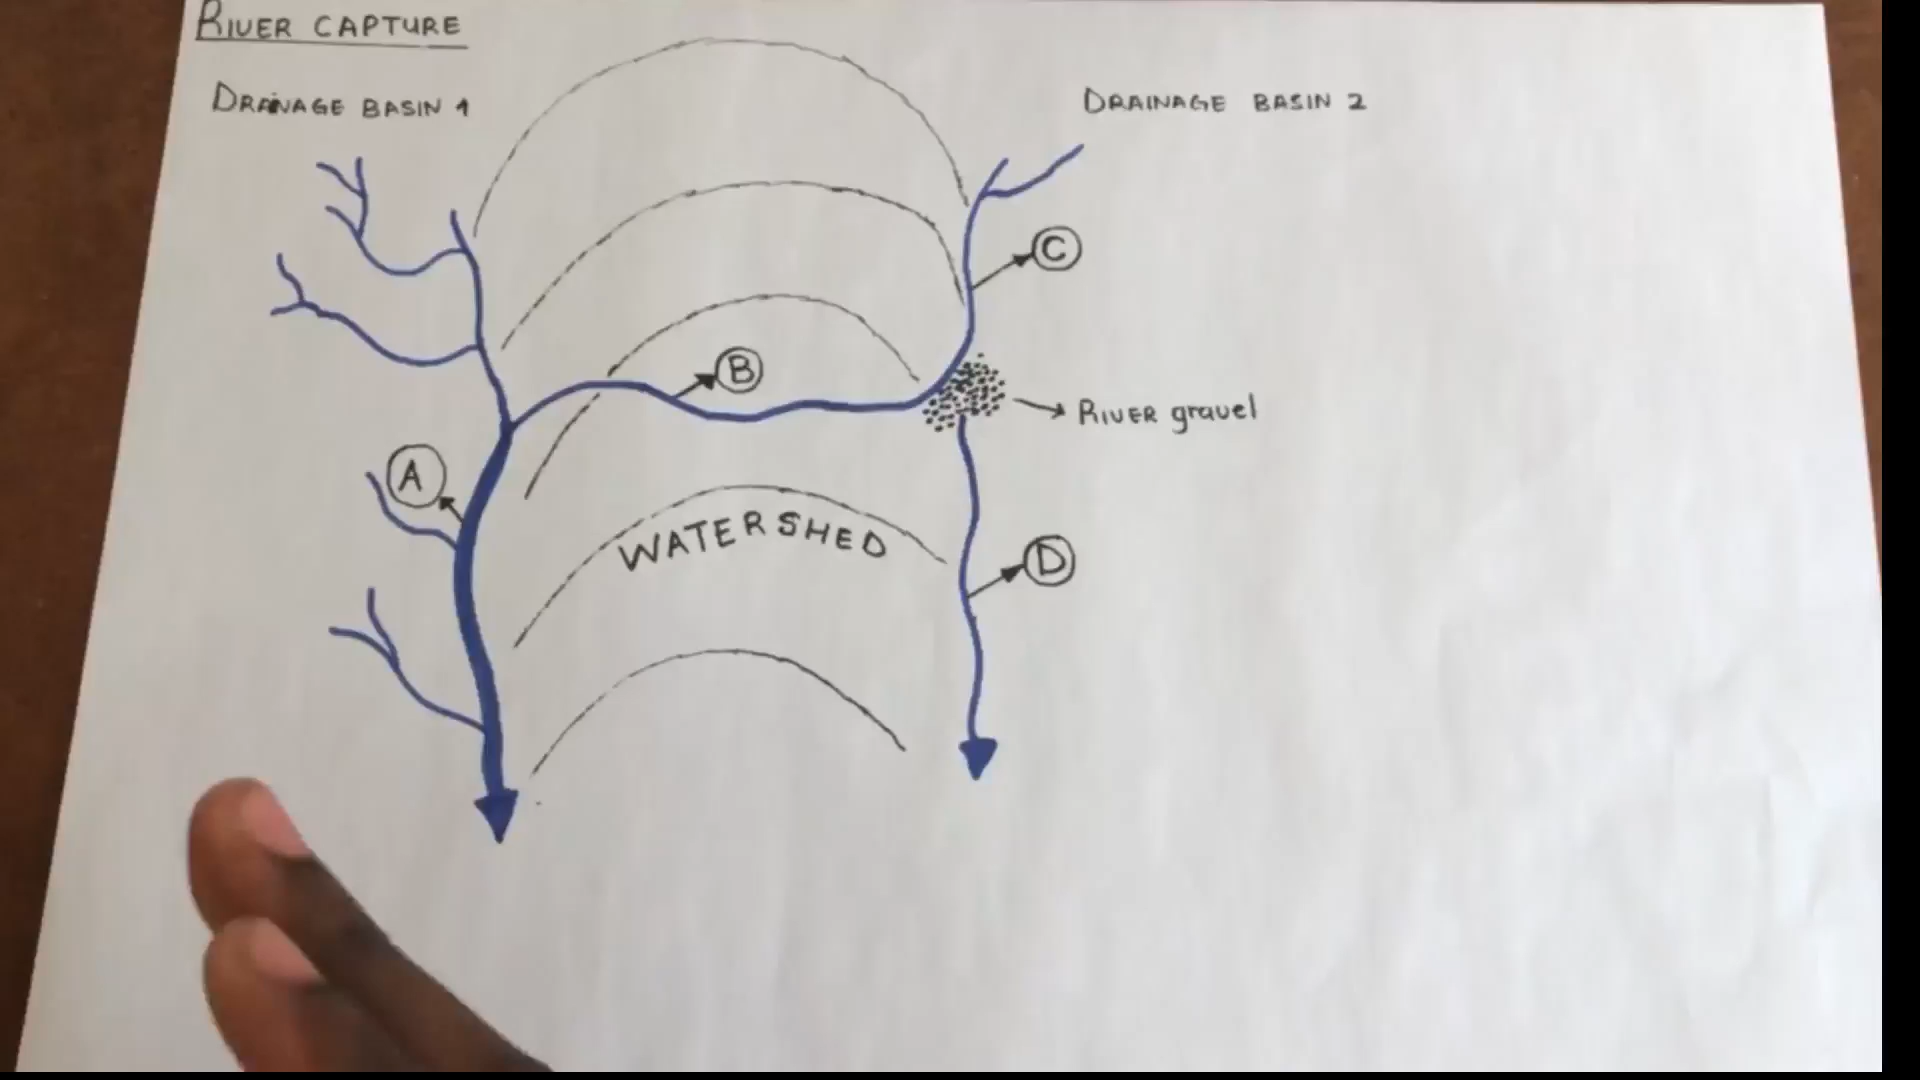 RIVER CAPTURE
DRAINAGE BASIN 1
DRAINAGE BASIN 2
C
B
RIVER gravel
A
WATERSHED
D